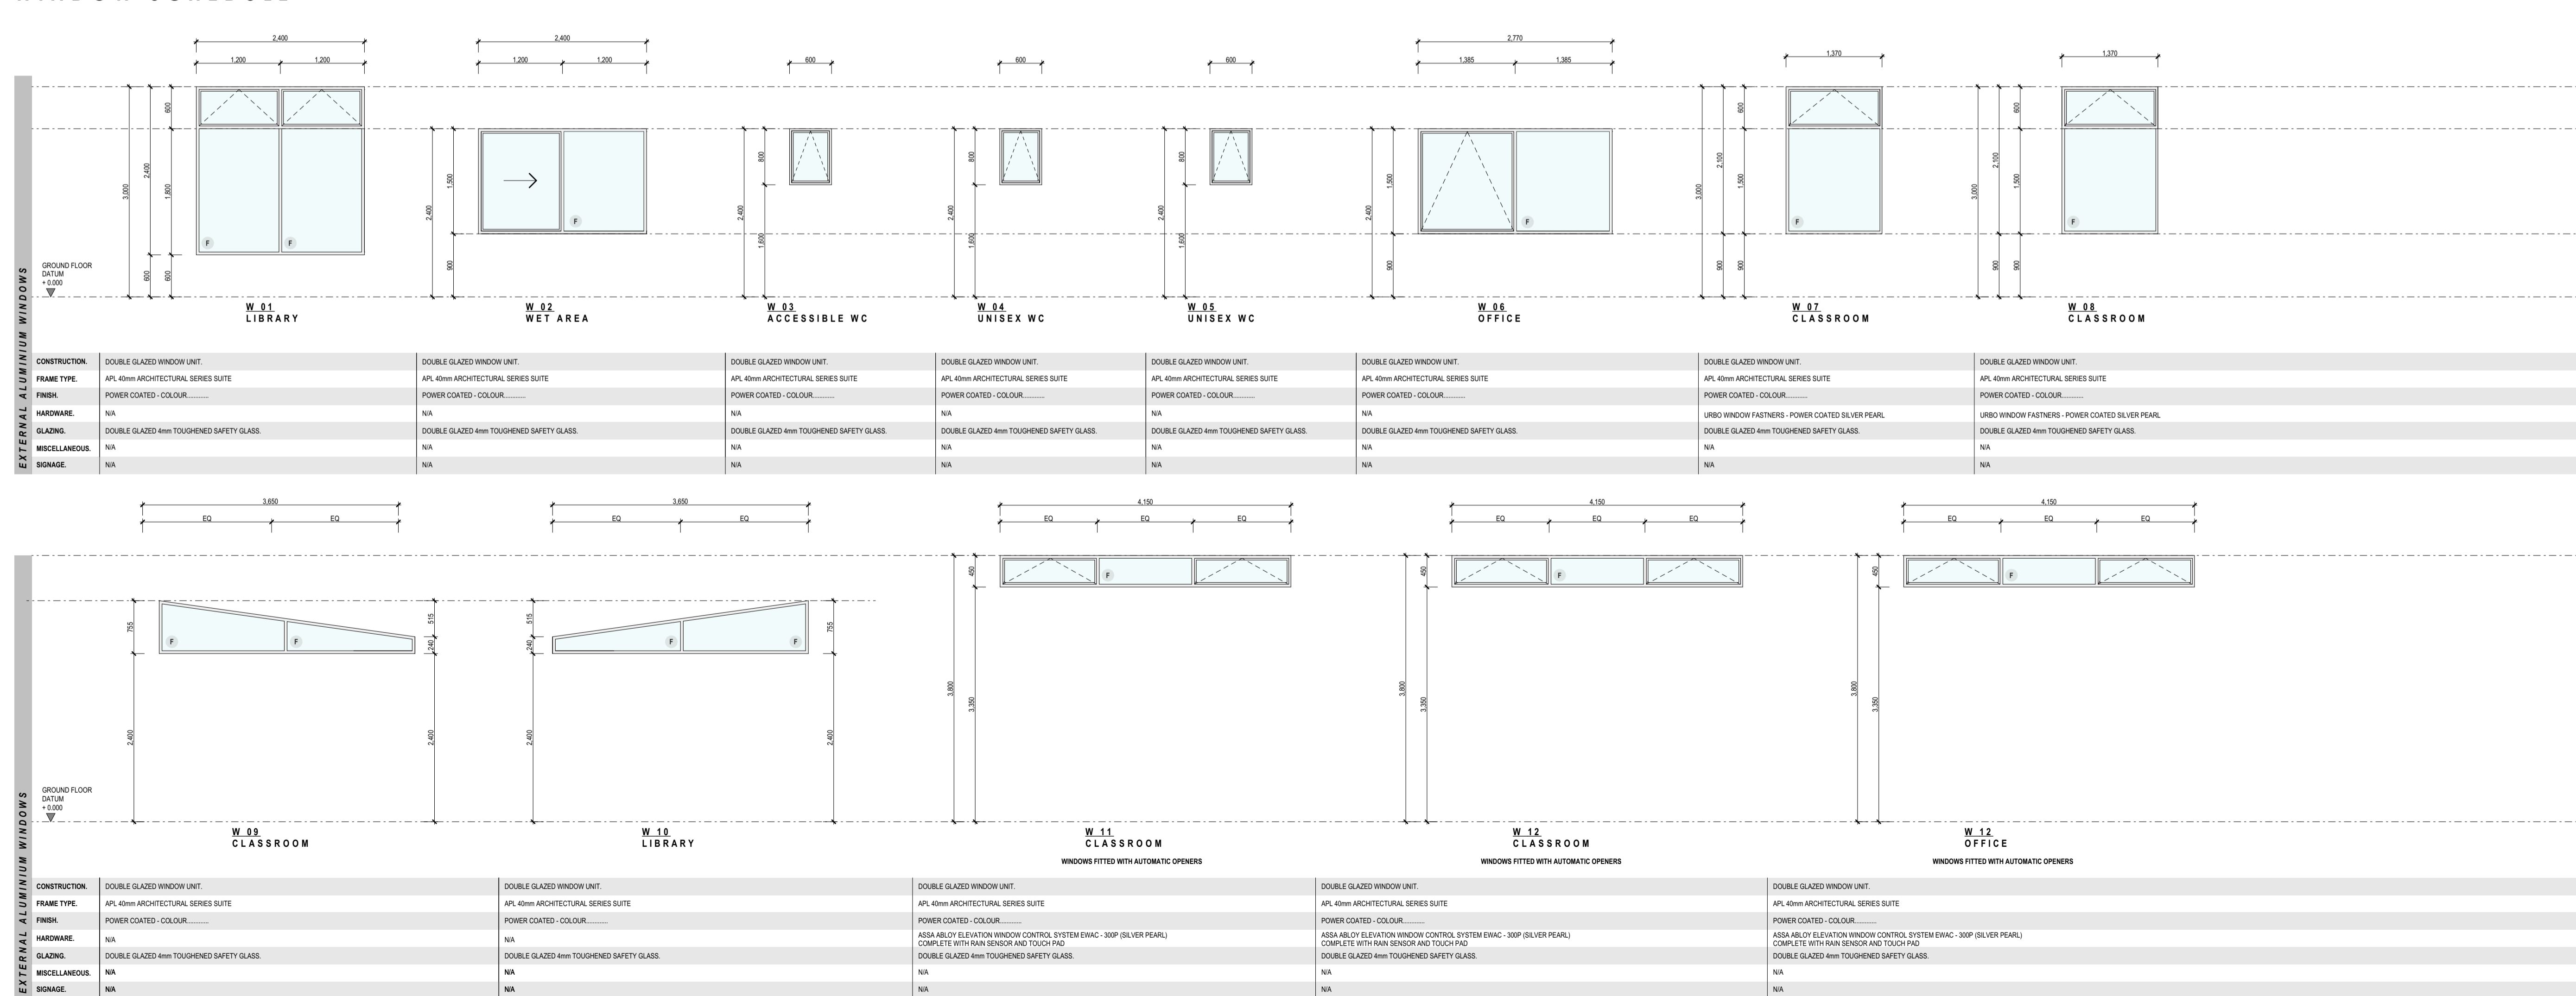 2,400
2,400
2,770
1,370
1,370
1,200 1,200
1,200 1,200
600
600
600
1,385 1,385
3,000 2,400 600 600 1,800 600
F F
2,400 1,500 900
F
2,400 800 1,600
2,400 800 1,600
2,400 800 1,600
2,400 1,500 900
F
3,000 2,100 900 600 1,500 900
F
3,000 2,100 900 600 1,500 900
F
GROUND FLOOR
DATUM
+ 0.000
EXTERNAL ALUMINIUM WINDOWS
W 01
LIBRARY
W 02
WET AREA
W 03
ACCESSIBLE WC
W 04
UNISEX WC
W 05
UNISEX WC
W 06
OFFICE
W 07
CLASSROOM
W 08
CLASSROOM
CONSTRUCTION. DOUBLE GLAZED WINDOW UNIT. DOUBLE GLAZED WINDOW UNIT. DOUBLE GLAZED WINDOW UNIT. DOUBLE GLAZED WINDOW UNIT. DOUBLE GLAZED WINDOW UNIT. DOUBLE GLAZED WINDOW UNIT. DOUBLE GLAZED WINDOW UNIT. DOUBLE GLAZED WINDOW UNIT.
FRAME TYPE. APL 40mm ARCHITECTURAL SERIES SUITE APL 40mm ARCHITECTURAL SERIES SUITE APL 40mm ARCHITECTURAL SERIES SUITE APL 40mm ARCHITECTURAL SERIES SUITE APL 40mm ARCHITECTURAL SERIES SUITE APL 40mm ARCHITECTURAL SERIES SUITE APL 40mm ARCHITECTURAL SERIES SUITE APL 40mm ARCHITECTURAL SERIES SUITE
FINISH. POWER COATED - COLOUR............. POWER COATED - COLOUR............. POWER COATED - COLOUR............. POWER COATED - COLOUR............. POWER COATED - COLOUR............. POWER COATED - COLOUR............. POWER COATED - COLOUR............. POWER COATED - COLOUR.............
HARDWARE. N/A N/A N/A N/A N/A N/A URBO WINDOW FASTNERS - POWER COATED SILVER PEARL URBO WINDOW FASTNERS - POWER COATED SILVER PEARL
GLAZING. DOUBLE GLAZED 4mm TOUGHENED SAFETY GLASS. DOUBLE GLAZED 4mm TOUGHENED SAFETY GLASS. DOUBLE GLAZED 4mm TOUGHENED SAFETY GLASS. DOUBLE GLAZED 4mm TOUGHENED SAFETY GLASS. DOUBLE GLAZED 4mm TOUGHENED SAFETY GLASS. DOUBLE GLAZED 4mm TOUGHENED SAFETY GLASS. DOUBLE GLAZED 4mm TOUGHENED SAFETY GLASS. DOUBLE GLAZED 4mm TOUGHENED SAFETY GLASS.
MISCELLANEOUS. N/A N/A N/A N/A N/A N/A N/A N/A
SIGNAGE. N/A N/A N/A N/A N/A N/A N/A N/A
3,650
3,650
4,150
4,150
4,150
EQ EQ
EQ EQ
EQ EQ EQ
EQ EQ EQ
EQ EQ EQ
755 2,400
F F
515 240 2,400
515 240 2,400
F F
755 2,400
3,800 450 3,350
F
3,800 450 3,350
F
3,800 450 3,350
F
GROUND FLOOR
DATUM
+ 0.000
EXTERNAL ALUMINIUM WINDOWS
W 09
CLASSROOM
W 10
LIBRARY
W 11
CLASSROOM
WINDOWS FITTED WITH AUTOMATIC OPENERS
W 12
CLASSROOM
WINDOWS FITTED WITH AUTOMATIC OPENERS
W 12
OFFICE
WINDOWS FITTED WITH AUTOMATIC OPENERS
CONSTRUCTION. DOUBLE GLAZED WINDOW UNIT. DOUBLE GLAZED WINDOW UNIT. DOUBLE GLAZED WINDOW UNIT. DOUBLE GLAZED WINDOW UNIT. DOUBLE GLAZED WINDOW UNIT.
FRAME TYPE. APL 40mm ARCHITECTURAL SERIES SUITE APL 40mm ARCHITECTURAL SERIES SUITE APL 40mm ARCHITECTURAL SERIES SUITE APL 40mm ARCHITECTURAL SERIES SUITE APL 40mm ARCHITECTURAL SERIES SUITE
FINISH. POWER COATED - COLOUR............. POWER COATED - COLOUR............. POWER COATED - COLOUR............. POWER COATED - COLOUR............. POWER COATED - COLOUR.............
HARDWARE. N/A N/A ASSA ABLOY ELEVATION WINDOW CONTROL SYSTEM EWAC - 300P (SILVER PEARL) ASSA ABLOY ELEVATION WINDOW CONTROL SYSTEM EWAC - 300P (SILVER PEARL) ASSA ABLOY ELEVATION WINDOW CONTROL SYSTEM EWAC - 300P (SILVER PEARL)
COMPLETE WITH RAIN SENSOR AND TOUCH PAD COMPLETE WITH RAIN SENSOR AND TOUCH PAD COMPLETE WITH RAIN SENSOR AND TOUCH PAD
GLAZING. DOUBLE GLAZED 4mm TOUGHENED SAFETY GLASS. DOUBLE GLAZED 4mm TOUGHENED SAFETY GLASS. DOUBLE GLAZED 4mm TOUGHENED SAFETY GLASS. DOUBLE GLAZED 4mm TOUGHENED SAFETY GLASS. DOUBLE GLAZED 4mm TOUGHENED SAFETY GLASS.
MISCELLANEOUS. N/A N/A N/A N/A N/A
SIGNAGE. N/A N/A N/A N/A N/A